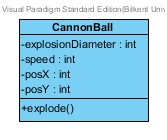 Visual Paradigm Standard Edition(Bilkent Univ
CannonBall
-explosionDiameter : int
-speed : int
-posX : int
-posY : int
+explode()